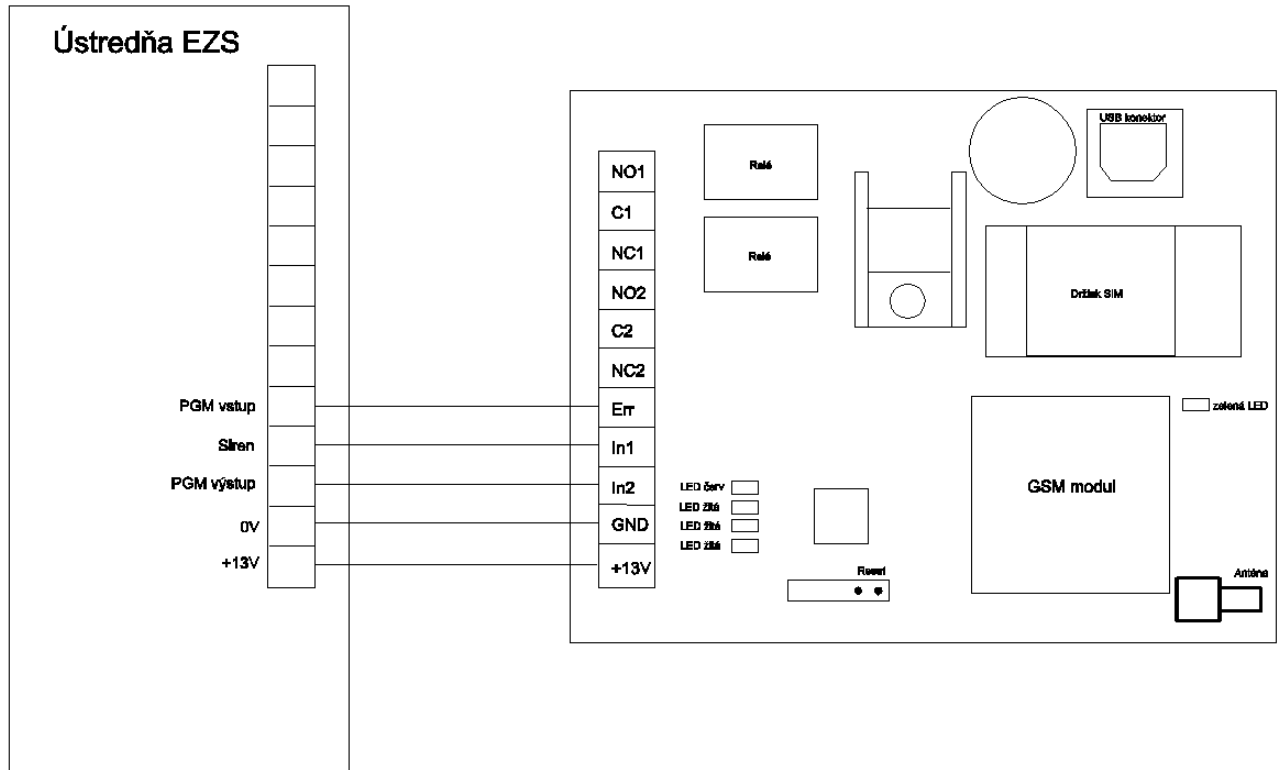 Ústredňa EZS
PGM vstup
Siren
PGM výstup
0V
+13V
NO1
C1
NC1
NO2
C2
NC2
Err
In1
In2
GND
+13V
Relé
Relé
USB konektor
Držiak SIM
zelená LED
GSM modul
LED červ
LED žltá
LED žltá
LED žltá
Reset
Anténa